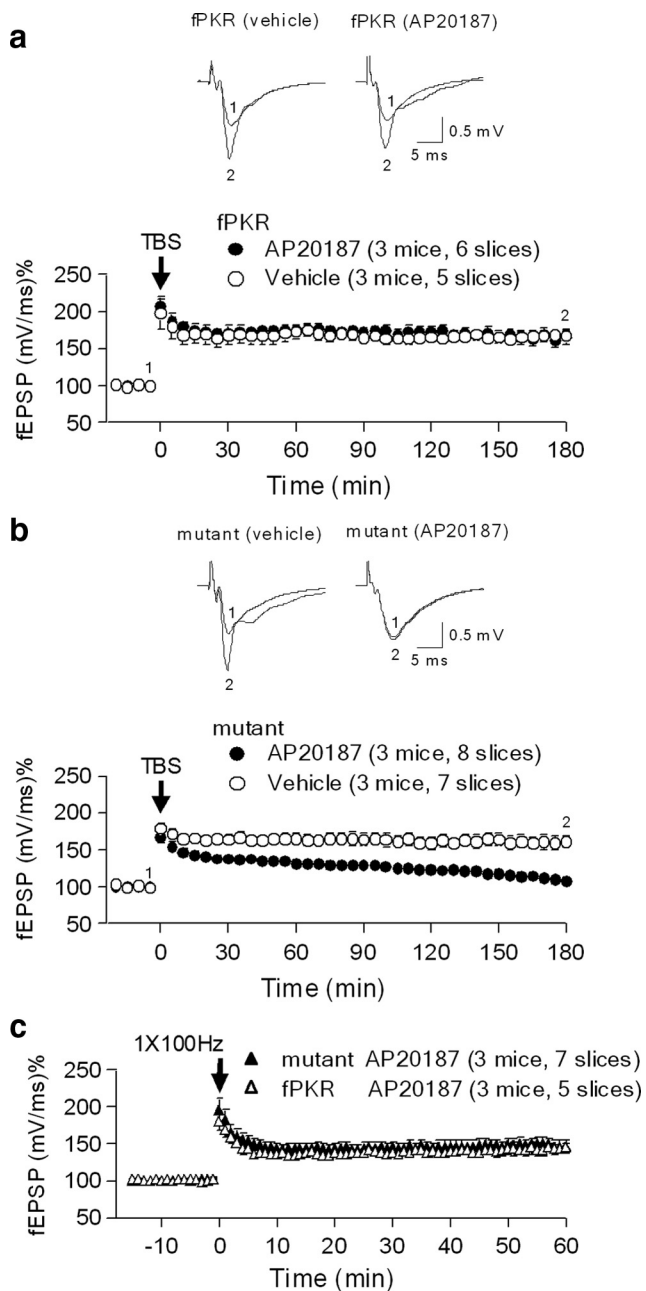 a
fPKR (vehicle) fPKR (AP20187)
1 1
0.5 mV
5 ms
2 2
fPKR
TBS
AP20187 (3 mice, 6 slices)
Vehicle (3 mice, 5 slices)
250
200
150
100
50
1
2
fEPSP (mV/ms)%
0 30 60 90 120 150 180
Time (min)
b
mutant (vehicle) mutant (AP20187)
1 1
0.5 mV
5 ms
2 2
mutant
TBS
AP20187 (3 mice, 8 slices)
Vehicle (3 mice, 7 slices)
250
200
150
100
50
1
2
fEPSP (mV/ms)%
0 30 60 90 120 150 180
Time (min)
c
1X100Hz
mutant AP20187 (3 mice, 7 slices)
fPKR AP20187 (3 mice, 5 slices)
250
200
150
100
50
fEPSP (mV/ms)%
-10 0 10 20 30 40 50 60
Time (min)